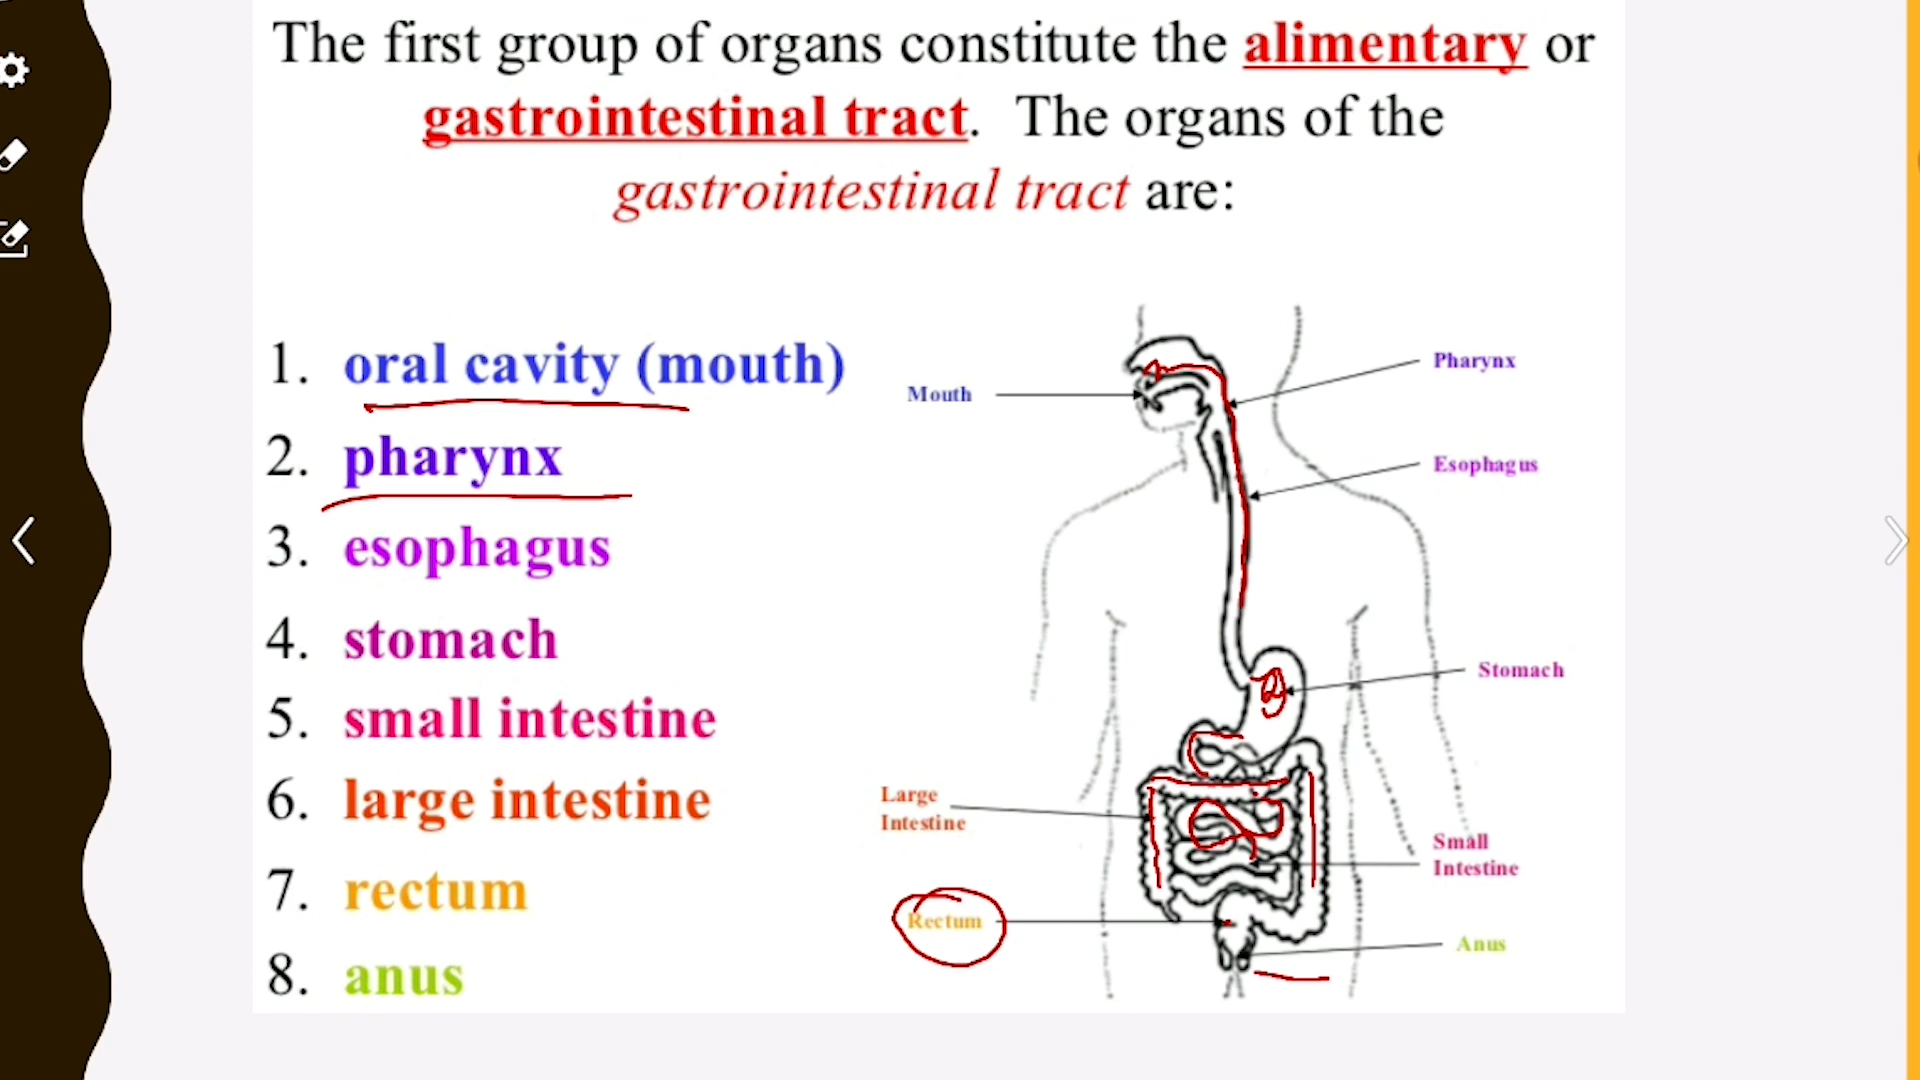 The first group of organs constitute the alimentary or
gastrointestinal tract. The organs of the
gastrointestinal tract are:
1. oral cavity (mouth)
2. pharynx
3. esophagus
4. stomach
5. small intestine
6. large intestine
7. rectum
8. anus
Mouth
Pharynx
Esophagus
Stomach
Large
Intestine
Small
Intestine
Rectum
Anus